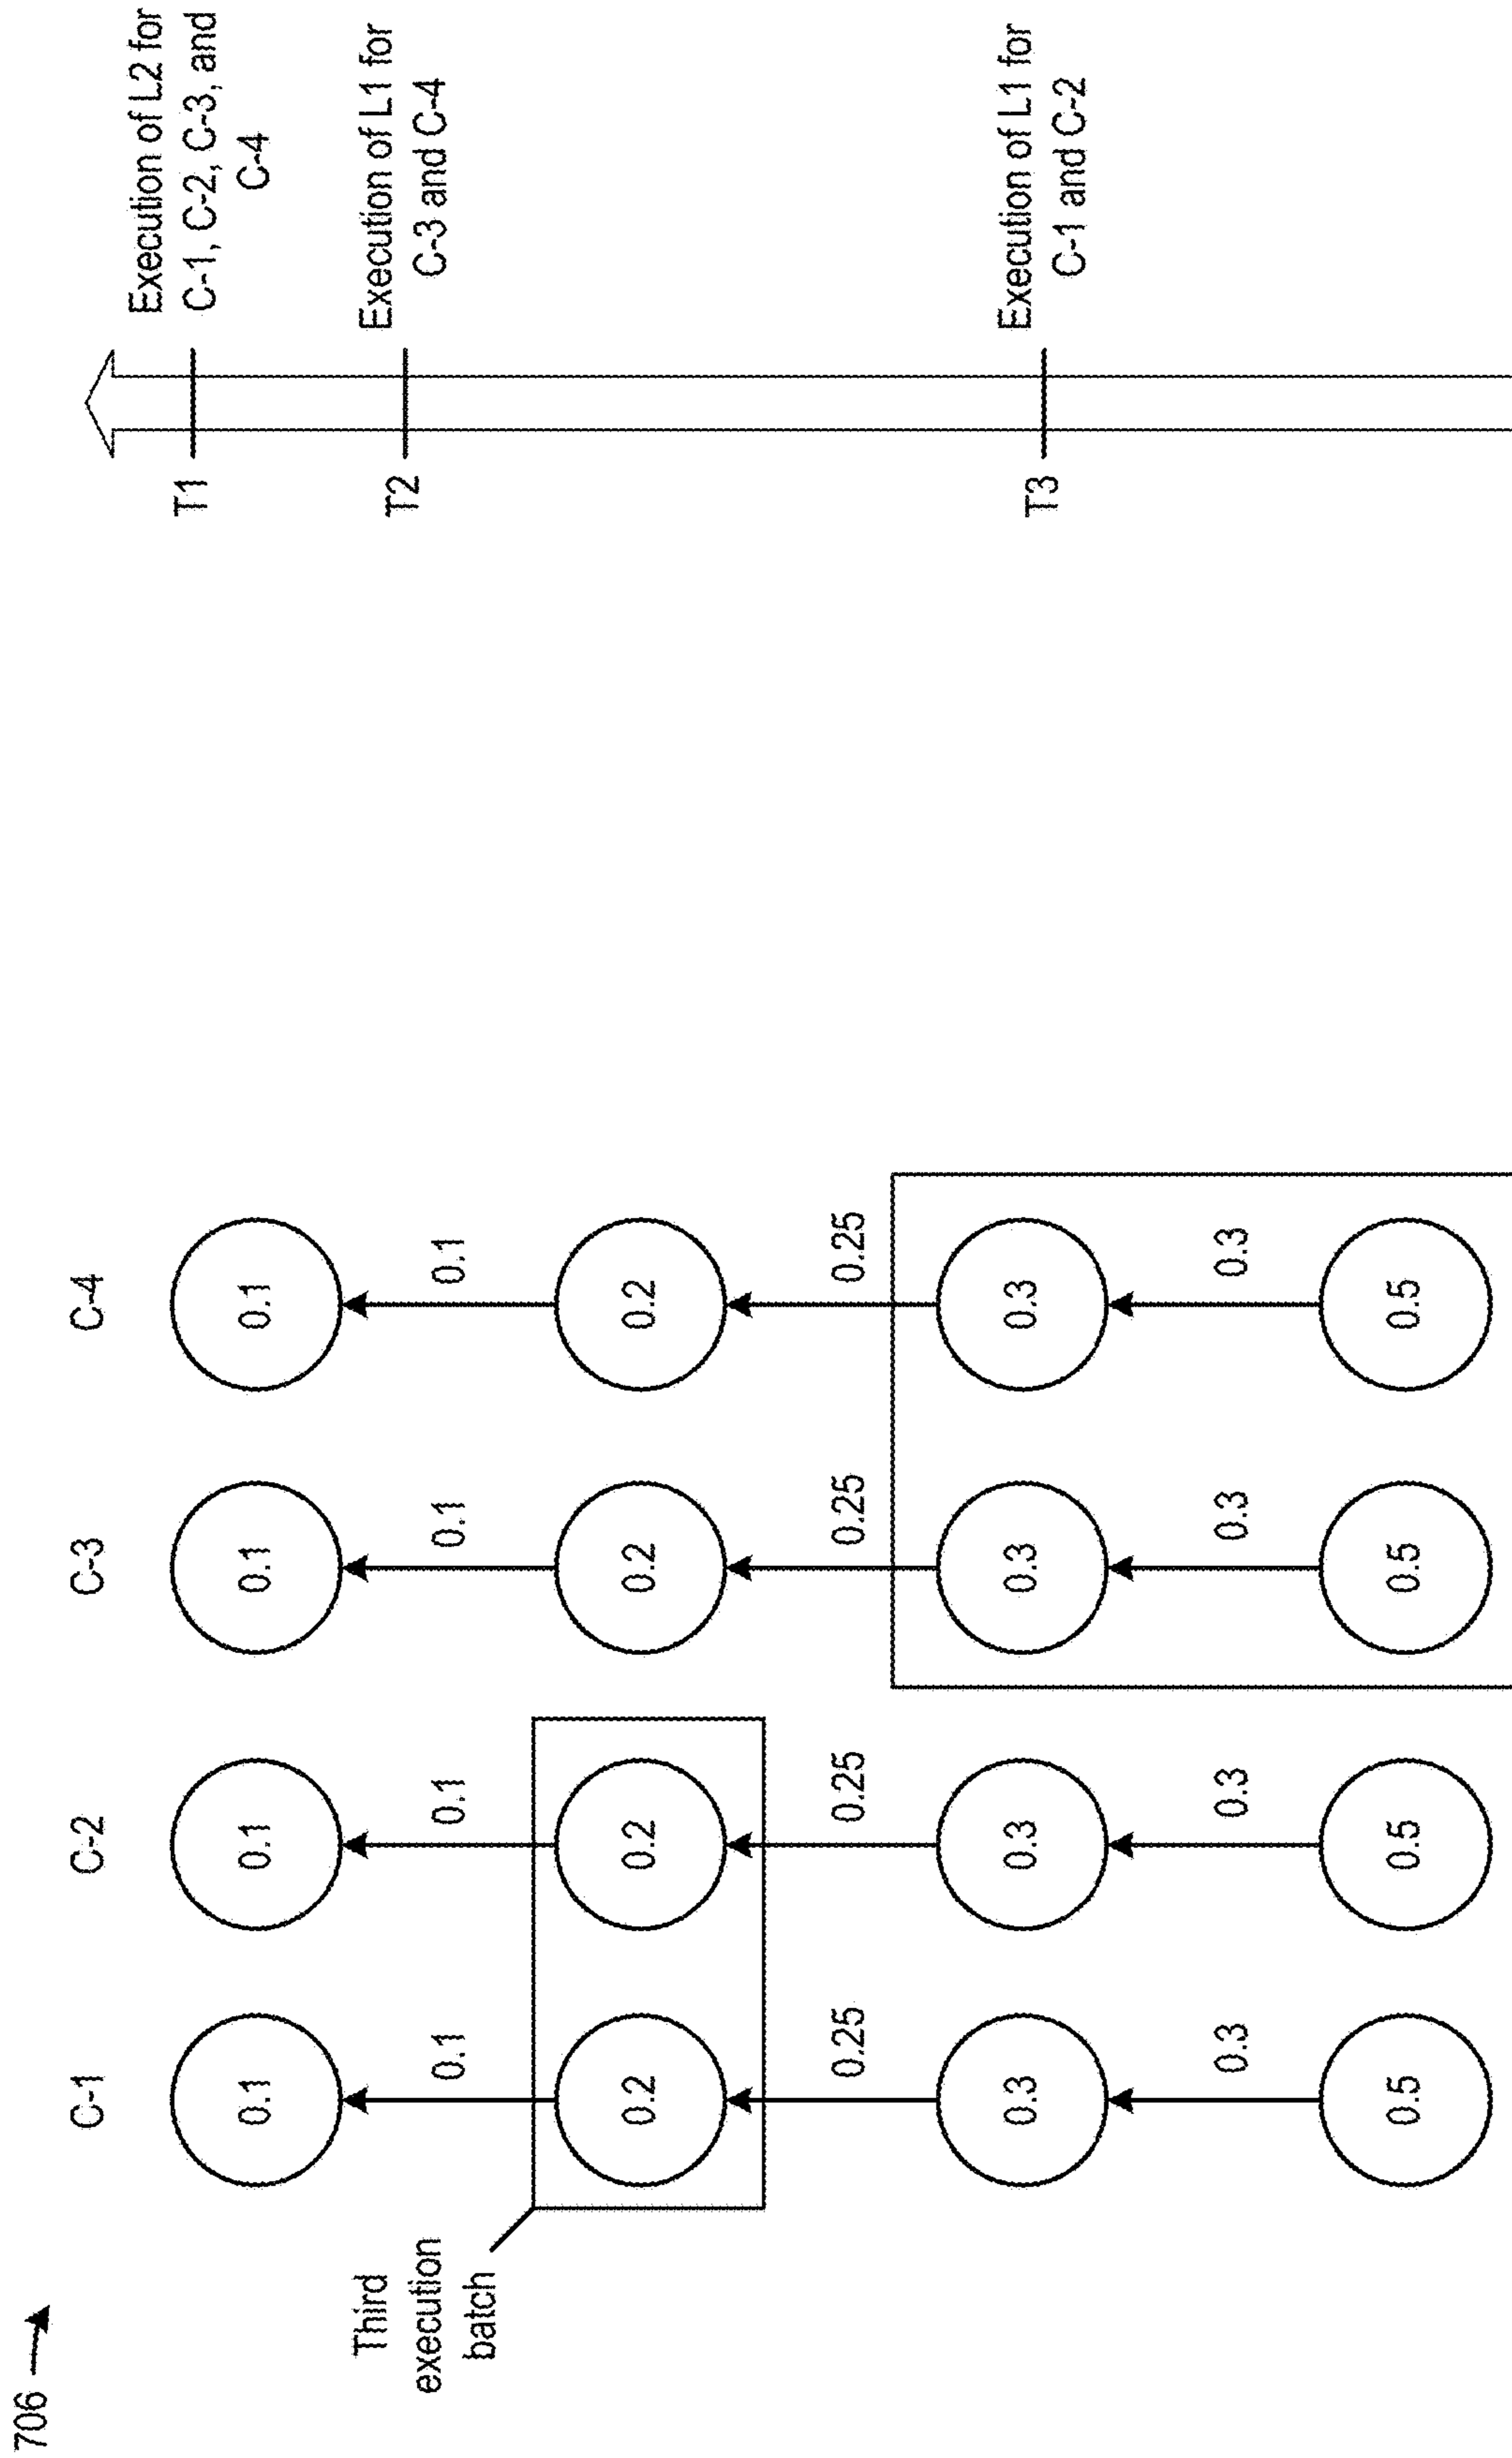 706
C-1
C-2
C-3
C-4
0.1
0.1
0.1
0.1
0.1
0.1
0.1
0.1
Third
execution
batch
0.2
0.2
0.2
0.2
0.25
0.25
0.25
0.25
0.3
0.3
0.3
0.3
0.3
0.3
0.3
0.3
0.5
0.5
0.5
0.5
T1
Execution of L2 for
C-1, C-2, C-3, and
C-4
T2
Execution of L1 for
C-3 and C-4
T3
Execution of L1 for
C-1 and C-2